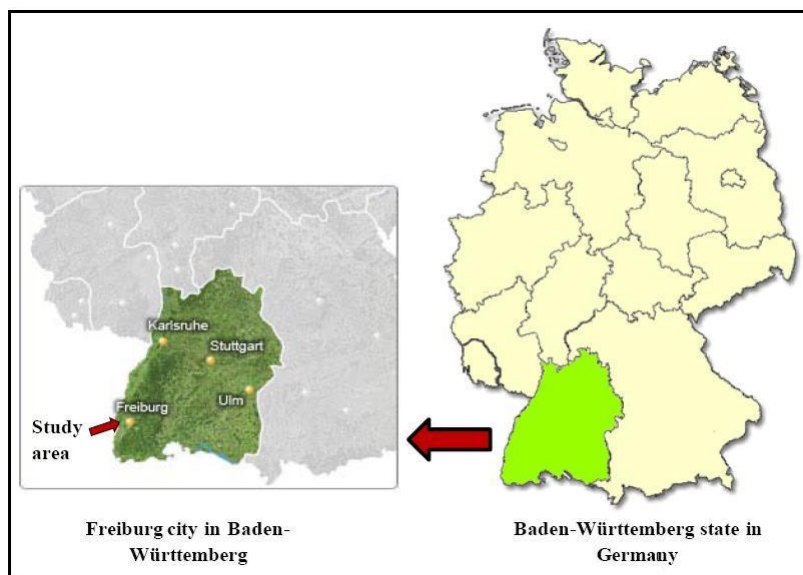 Karlsruhe
Stuttgart
Ulm
Freiburg
Study
area
Freiburg city in Baden-
Württemberg
Baden-Württemberg state in
Germany